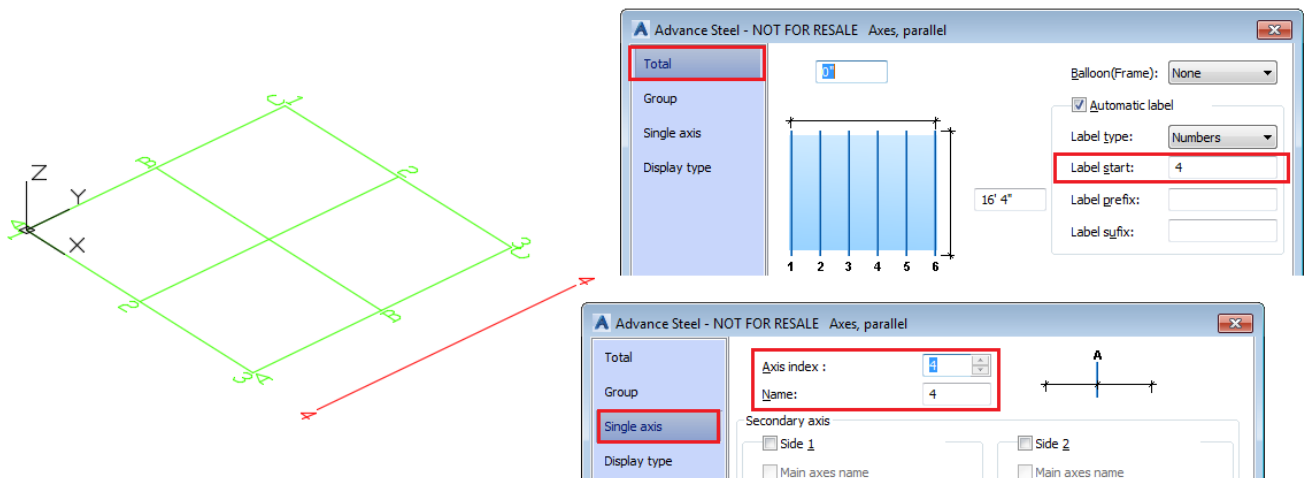 C 1
B
2
Z
Y
A
X
3 C
2
B
3 A
4
4
Advance Steel - NOT FOR RESALE Axes, parallel
Total
Group
Single axis
Display type
0"
16' 4"
1 2 3 4 5 6
Balloon(Frame): None
Automatic label
Label type: Numbers
Label start: 4
Label prefix:
Label sufix:
Advance Steel - NOT FOR RESALE Axes, parallel
Total
Group
Single axis
Display type
Axis index : 4
Name: 4
A
Secondary axis
Side 1
Side 2
Main axes name
Main axes name